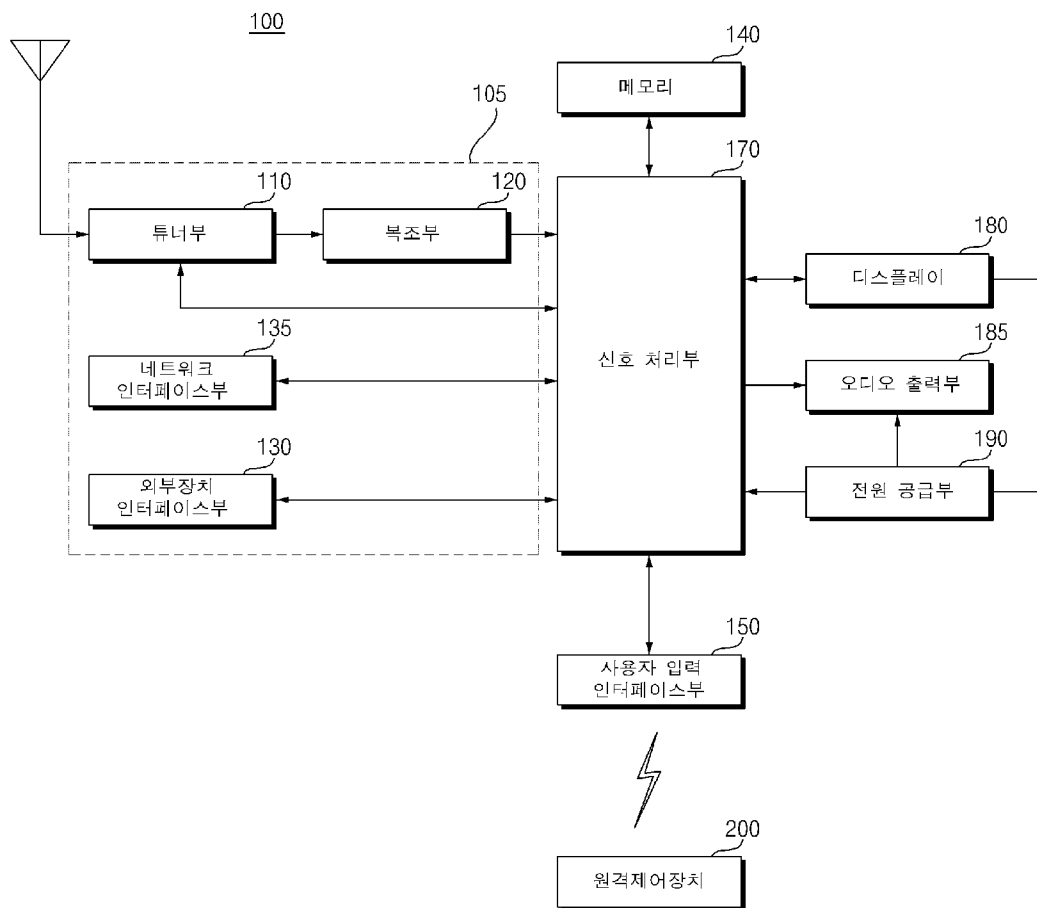 100
140
메모리
105
110
튜너부
120
복조부
170
신호 처리부
180
디스플레이
135
네트워크
인터페이스부
185
오디오 출력부
130
외부장치
인터페이스부
190
전원 공급부
150
사용자 입력
인터페이스부
200
원격제어장치